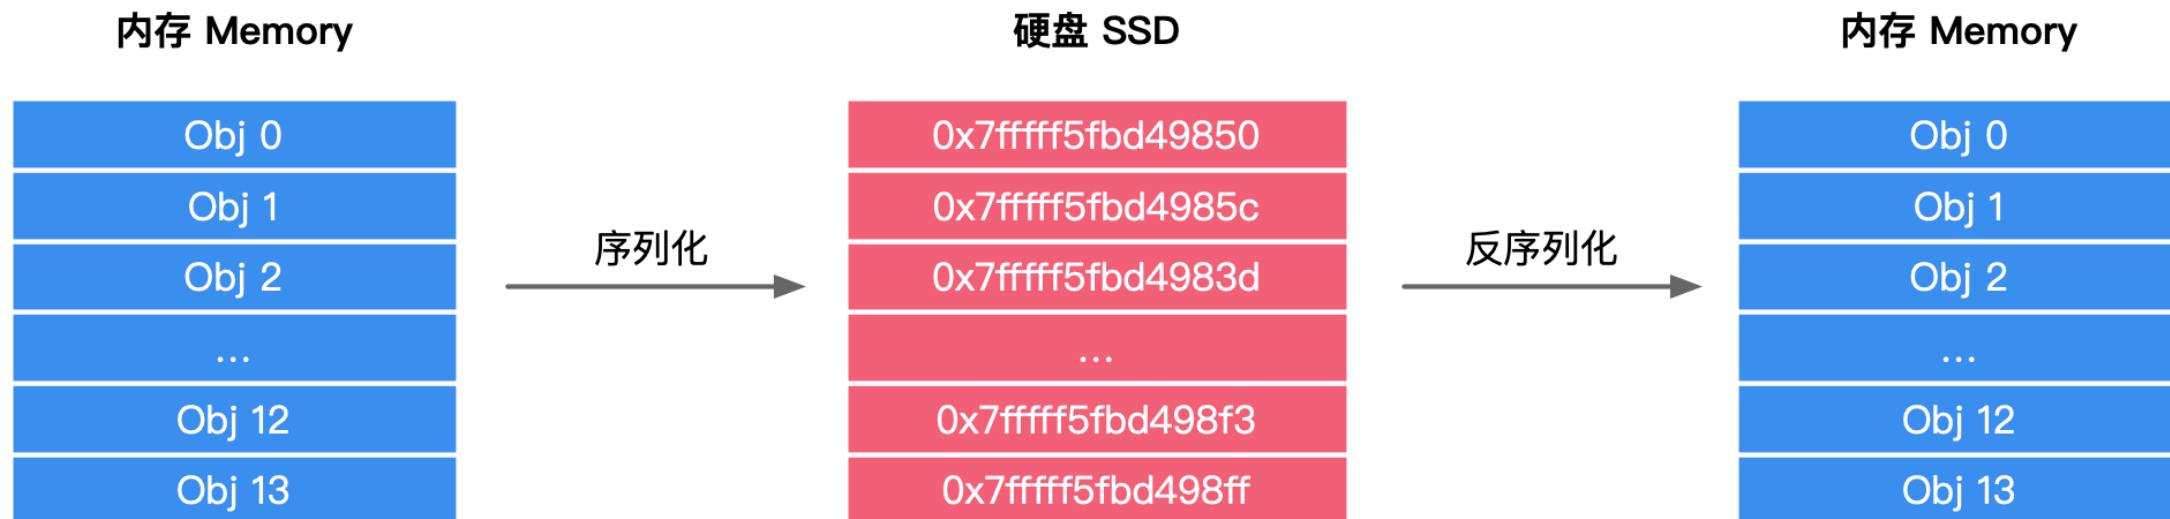 内存 Memory
硬盘 SSD
内存 Memory
Obj 0
Obj 1
Obj 2
...
Obj 12
Obj 13
序列化
0x7fffff5fbd49850
0x7fffff5fbd4985c
0x7fffff5fbd4983d
...
0x7fffff5fbd498f3
0x7fffff5fbd498ff
反序列化
Obj 0
Obj 1
Obj 2
...
Obj 12
Obj 13